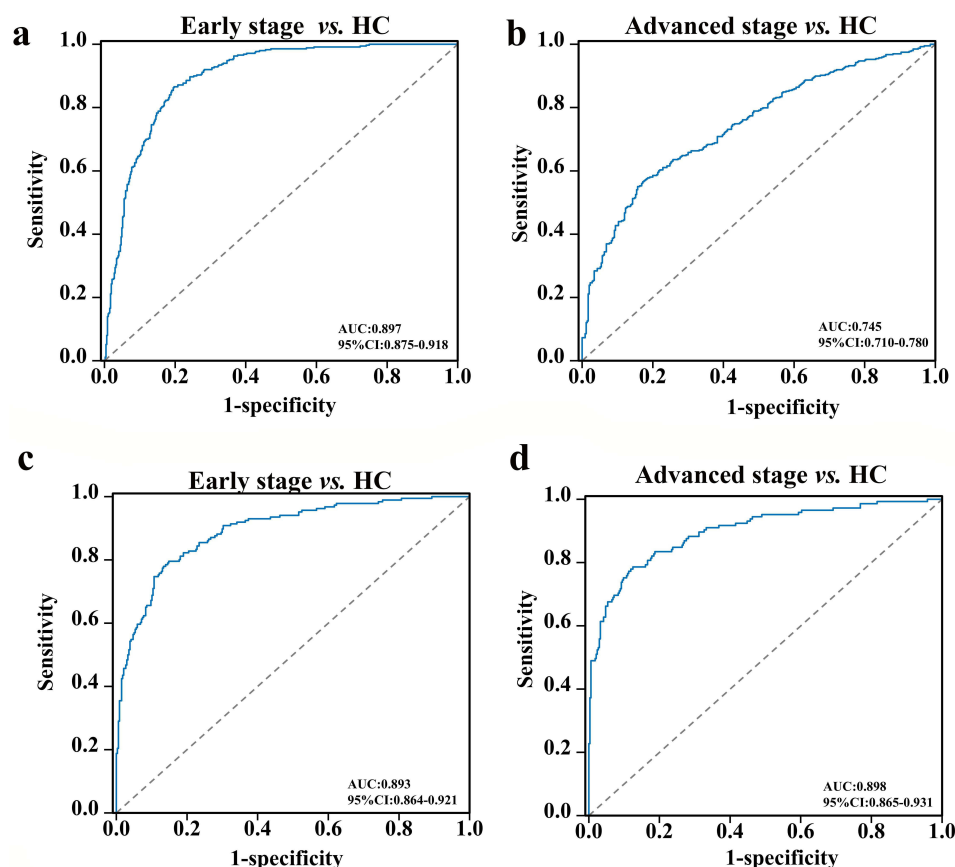 a
Early stage vs. HC
1.0
0.8
0.6
0.4
0.2
0.0
Sensitivity
AUC:0.897
95%CI:0.875-0.918
0.0 0.2 0.4 0.6 0.8 1.0
1-specificity
b
Advanced stage vs. HC
1.0
0.8
0.6
0.4
0.2
0.0
Sensitivity
AUC:0.745
95%CI:0.710-0.780
0.0 0.2 0.4 0.6 0.8 1.0
1-specificity
c
Early stage vs. HC
1.0
0.8
0.6
0.4
0.2
0.0
Sensitivity
AUC:0.893
95%CI:0.864-0.921
0.0 0.2 0.4 0.6 0.8 1.0
1-specificity
d
Advanced stage vs. HC
1.0
0.8
0.6
0.4
0.2
0.0
Sensitivity
AUC:0.898
95%CI:0.865-0.931
0.0 0.2 0.4 0.6 0.8 1.0
1-specificity